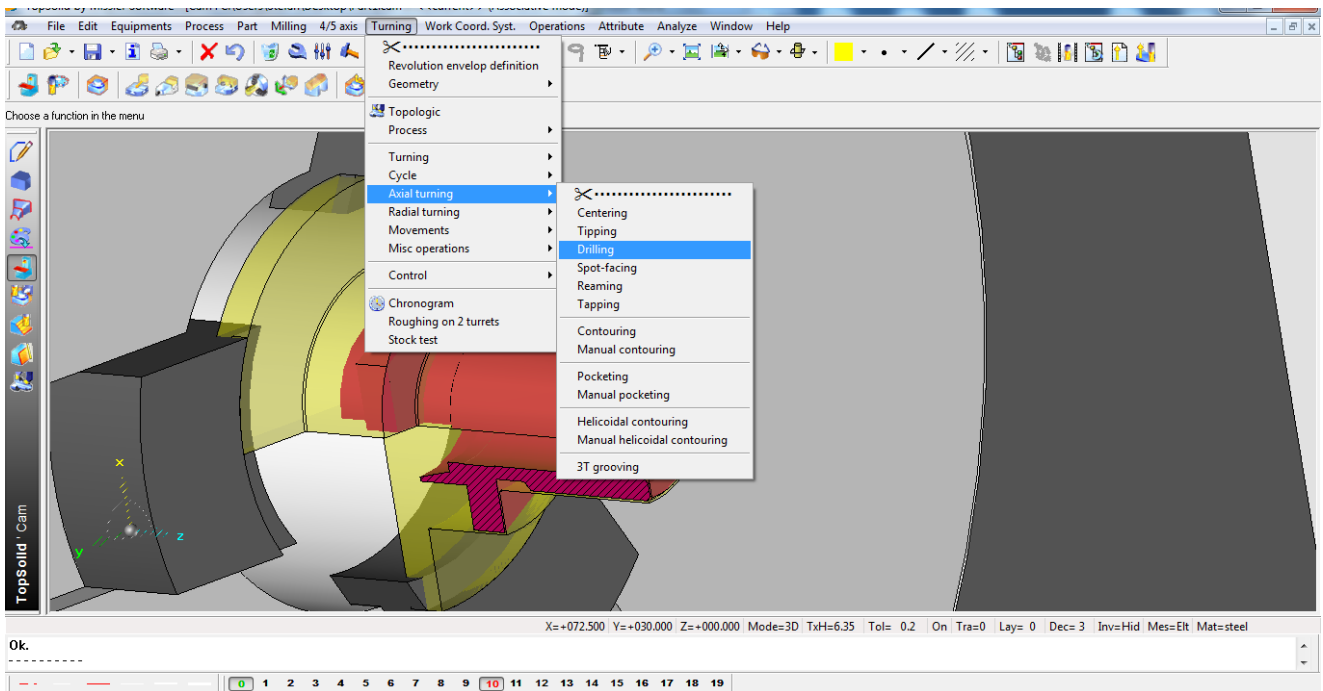 TopSolid by Missler Software
File Edit Equipments Process Part Milling 4/5 axis Turning Work Coord. Syst. Operations Attribute Analyze Window Help
Revolution envelop definition
Geometry
Choose a function in the menu
Topologic
Process
Turning
Cycle
Axial turning
Radial turning
Movements
Misc operations
Control
Chronogram
Roughing on 2 turrets
Stock test
Centering
Tipping
Drilling
Spot-facing
Reaming
Tapping
Contouring
Manual contouring
Pocketing
Manual pocketing
Helicoidal contouring
Manual helicoidal contouring
3T grooving
x
y
z
TopSolid ' Cam
X=+072.500 Y=+030.000 Z=+000.000 Mode=3D TxH=6.35 Tol= 0.2 On Tra=0 Lay= 0 Dec= 3 Inv=Hid Mes=Elt Mat=steel
Ok.
----------
0 1 2 3 4 5 6 7 8 9 10 11 12 13 14 15 16 17 18 19